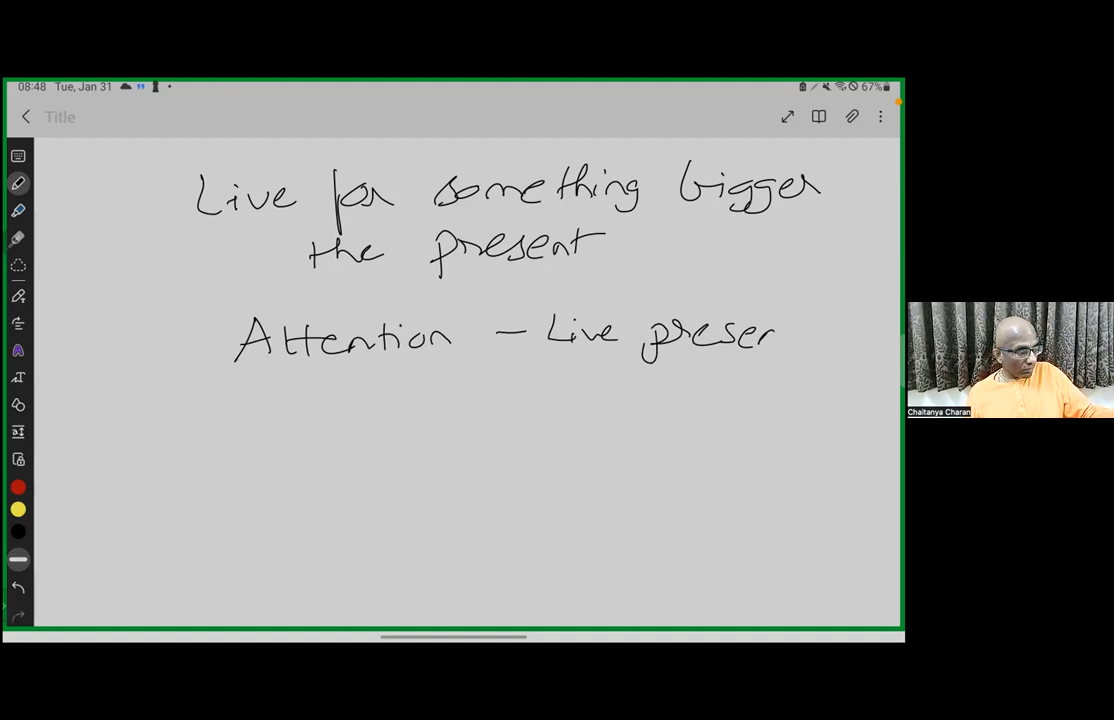 08:48 Tue, Jan 31 67%
Title
Live for something bigger
the present
Attention - Live preser
Chaitanya Charan